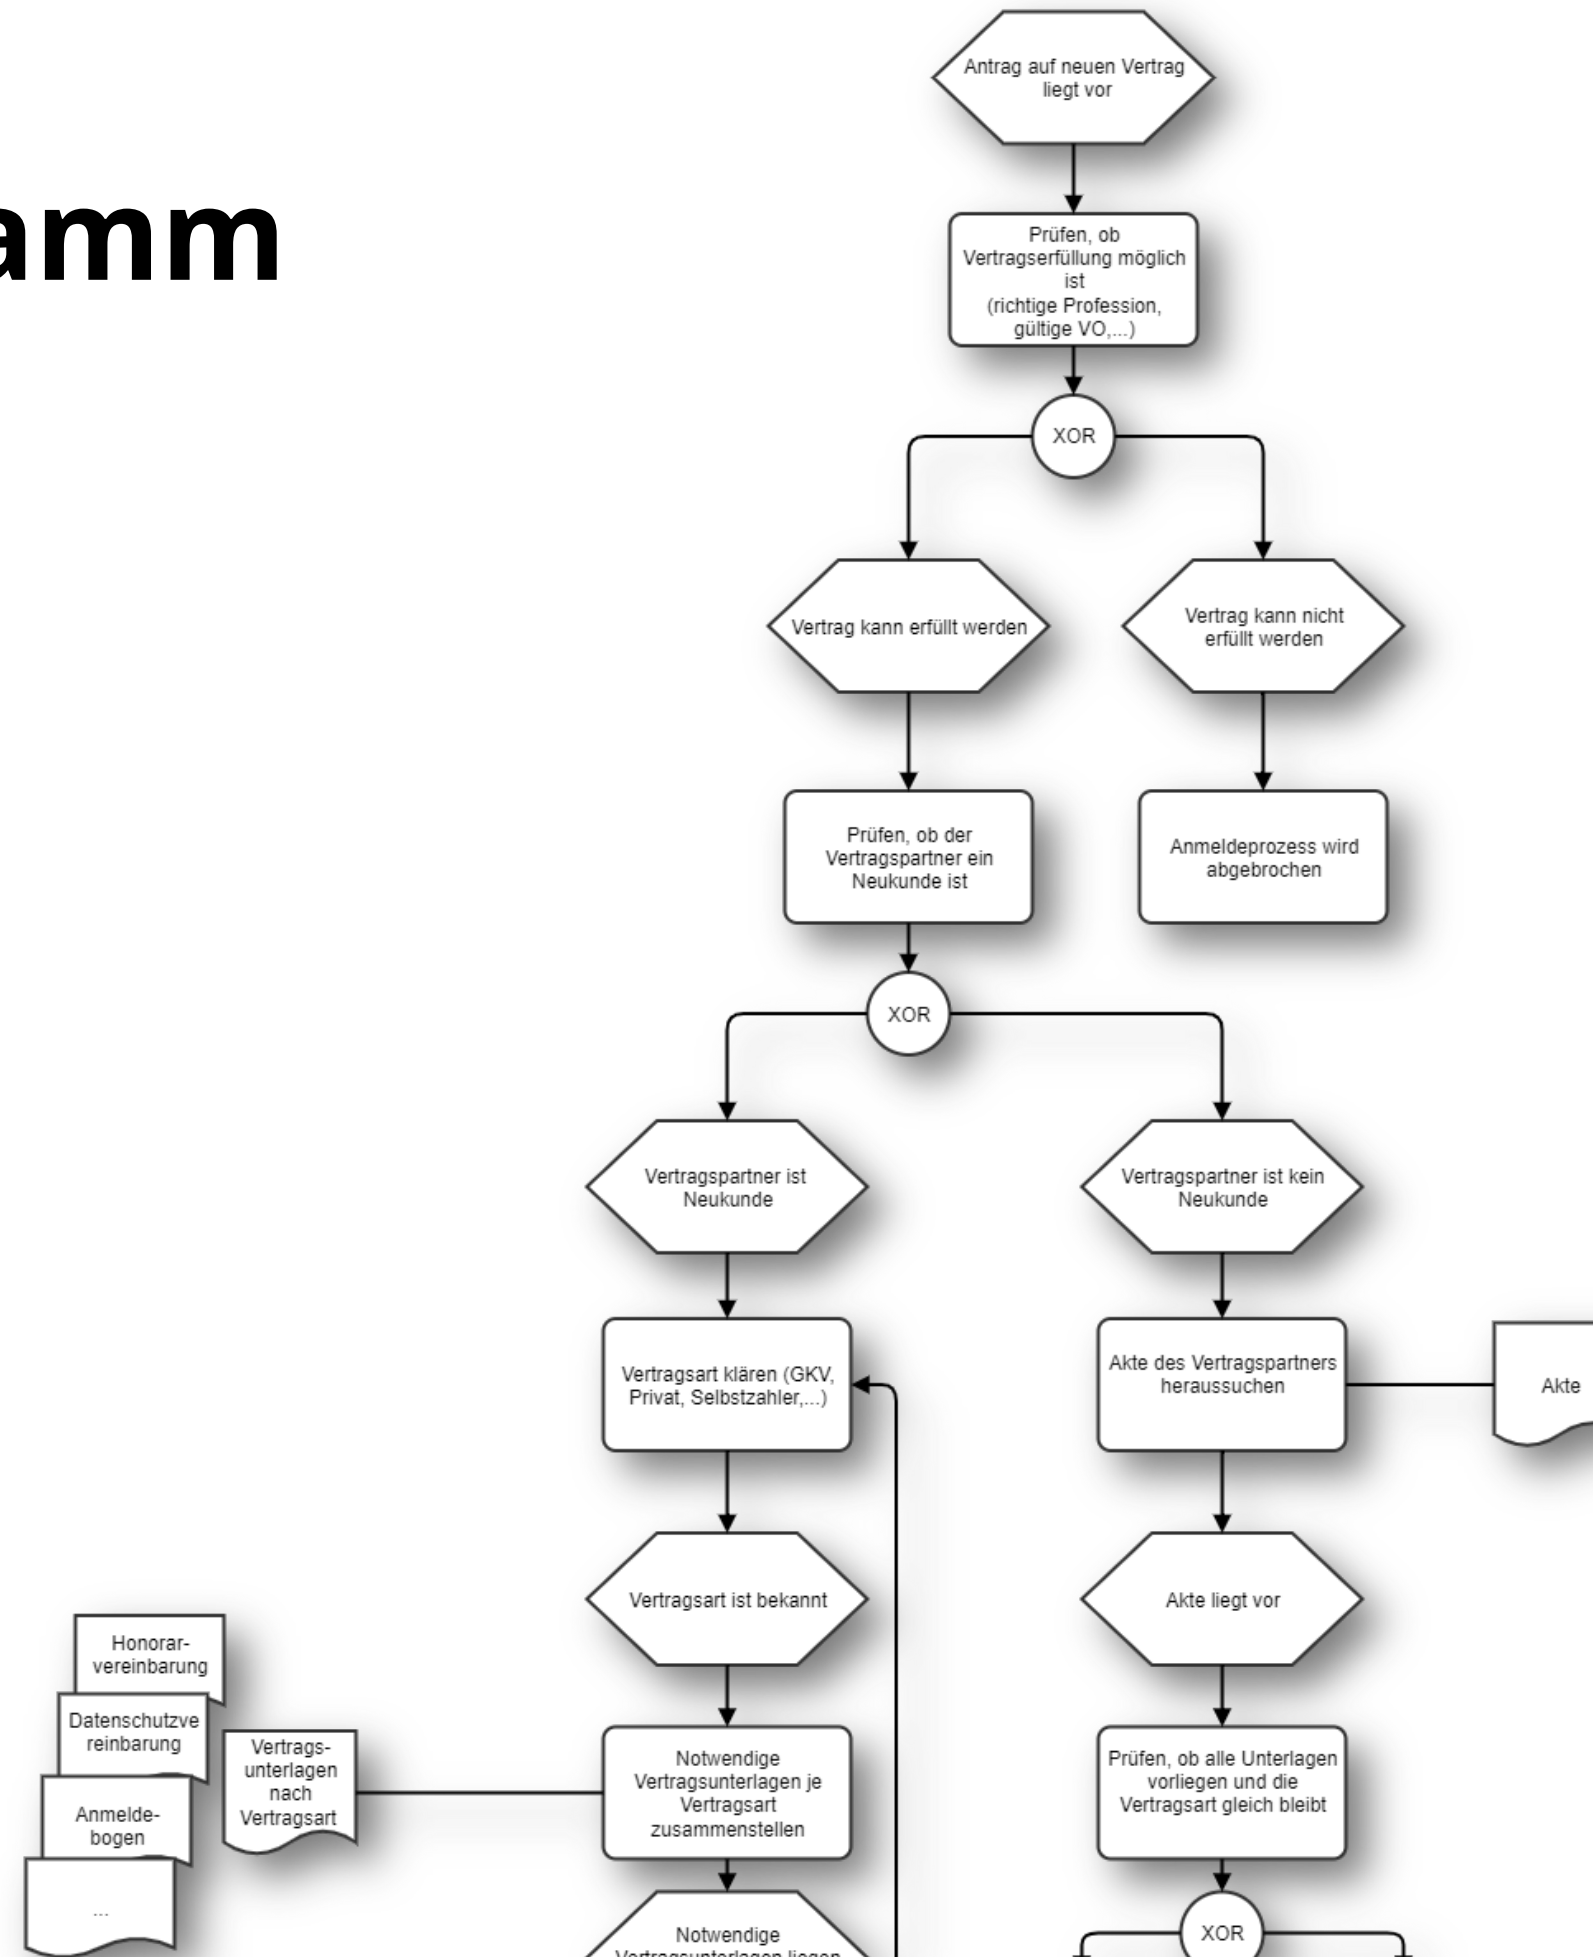 Antrag auf neuen Vertrag
liegt vor
amm
Prüfen, ob
Vertragserfüllung möglich
ist
(richtige Profession,
gültige VO,...)
XOR
Vertrag kann erfüllt werden
Vertrag kann nicht
erfüllt werden
Prüfen, ob der
Vertragspartner ein
Neukunde ist
Anmeldeprozess wird
abgebrochen
XOR
Vertragspartner ist
Neukunde
Vertragspartner ist kein
Neukunde
Vertragsart klären (GKV,
Privat, Selbstzahler,...)
Akte des Vertragspartners
heraussuchen
Akte
Vertragsart ist bekannt
Akte liegt vor
Honorar-
vereinbarung
Datenschutzve
reinbarung
Anmelde-
bogen
...
Vertrags-
unterlagen
nach
Vertragsart
Notwendige
Vertragsunterlagen je
Vertragsart
zusammenstellen
Prüfen, ob alle Unterlagen
vorliegen und die
Vertragsart gleich bleibt
Notwendige
Vertragsunterlagen liegen
XOR